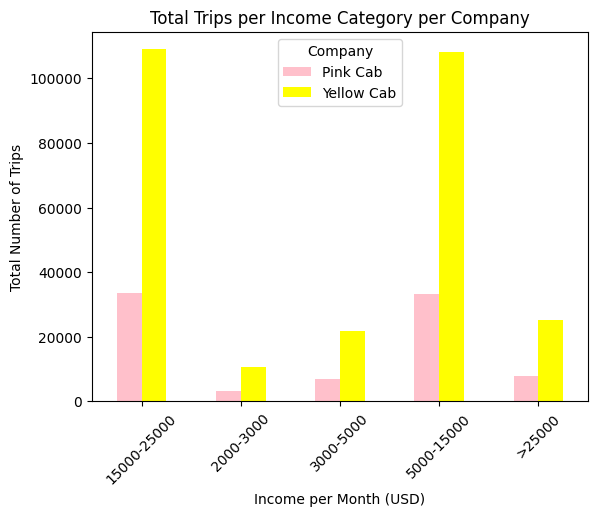 Total Trips per Income Category per Company
Company
Pink Cab
Yellow Cab
Total Number of Trips
100000
80000
60000
40000
20000
0
15000-25000
2000-3000
3000-5000
5000-15000
>25000
Income per Month (USD)